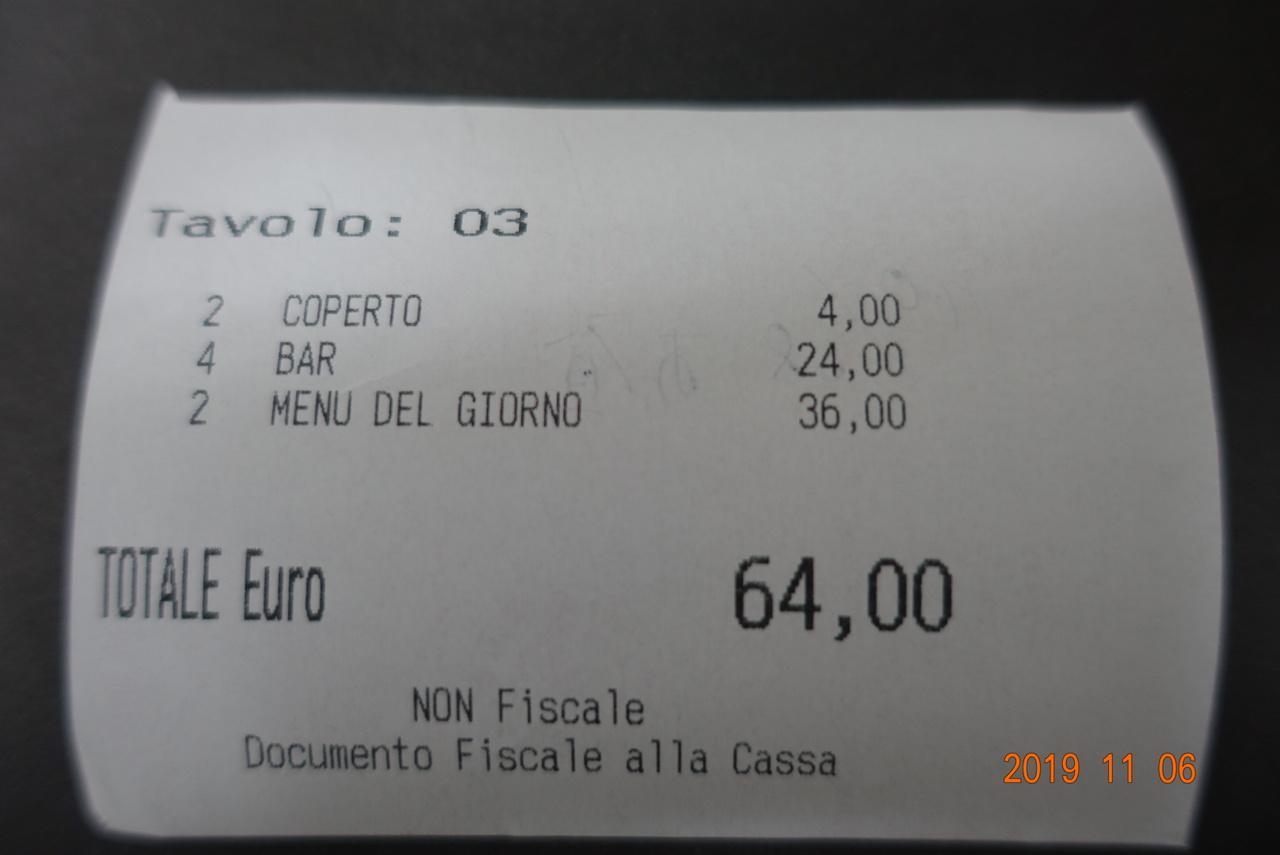 Tavolo: 03
2 COPERTO 4,00
4 BAR 24,00
2 MENU DEL GIORNO 36,00
TOTALE Euro 64,00
NON Fiscale
Documento Fiscale alla Cassa
2019 11 06